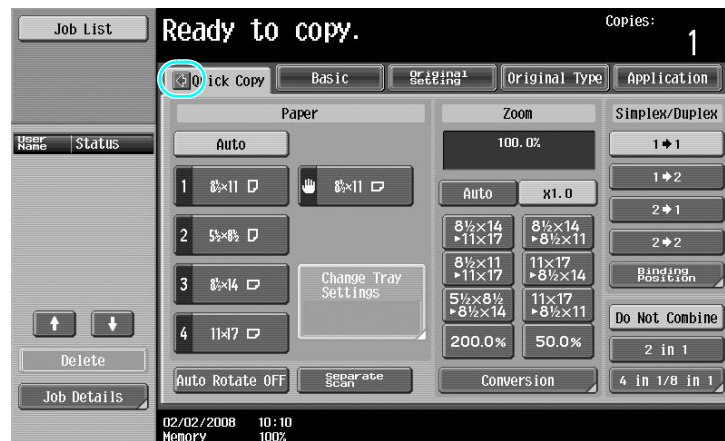 Job List
Ready to copy.
Copies:
1
Quick Copy
Basic
Original Setting
Original Type
Application
User Name
Status
Paper
Zoom
Simplex/Duplex
Auto
1 8½×11
8½×11
2 5½×8½
3 8½×14
4 11×17
Change Tray
Settings
Auto Rotate OFF
Separate Scan
100.0%
Auto
x1.0
8½×14
▸11×17
8½×14
▸8½×11
8½×11
▸11×17
11×17
▸8½×14
5½×8½
▸8½×14
11×17
▸8½×11
200.0%
50.0%
Conversion
1➧1
1➧2
2➧1
2➧2
Binding Position
Do Not Combine
2 in 1
4 in 1/8 in 1
Delete
Job Details
02/02/2008 10:10
Memory 100%